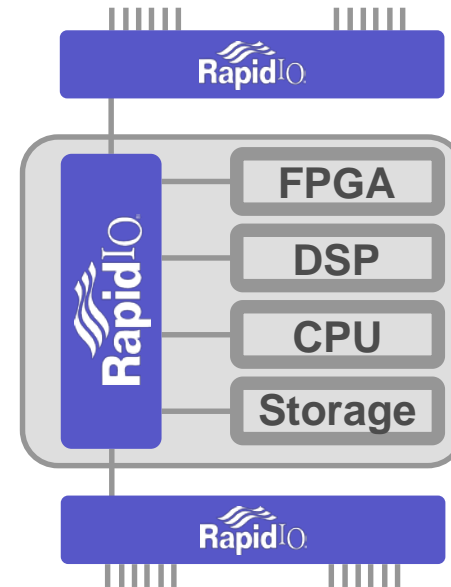 RapidIO
FPGA
RapidIO
DSP
CPU
Storage
RapidIO